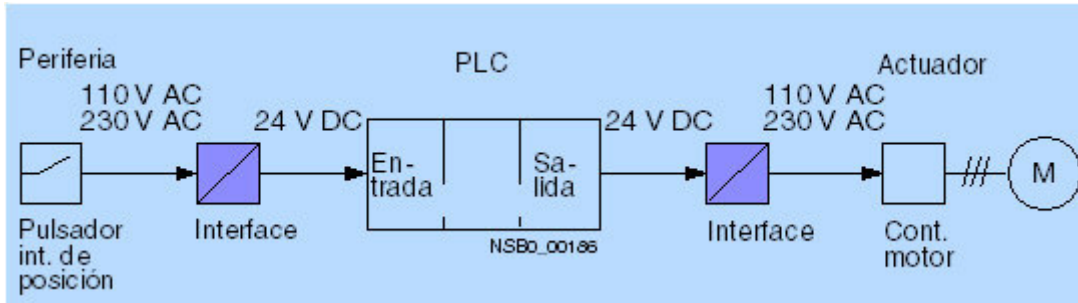 Periferia
PLC
Actuador
110 V AC
230 V AC
24 V DC
24 V DC
110 V AC
230 V AC
En-
trada
Sa-
lida
M
Pulsador
int. de
posición
Interface
NSB0_00186
Interface
Cont.
motor